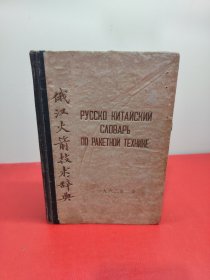 俄汉火箭技术辞典
РУССКО КИТАЙСКИЙ
СЛОВАРЬ
ПО РАКЕТНОЙ ТЕХНИКЕ